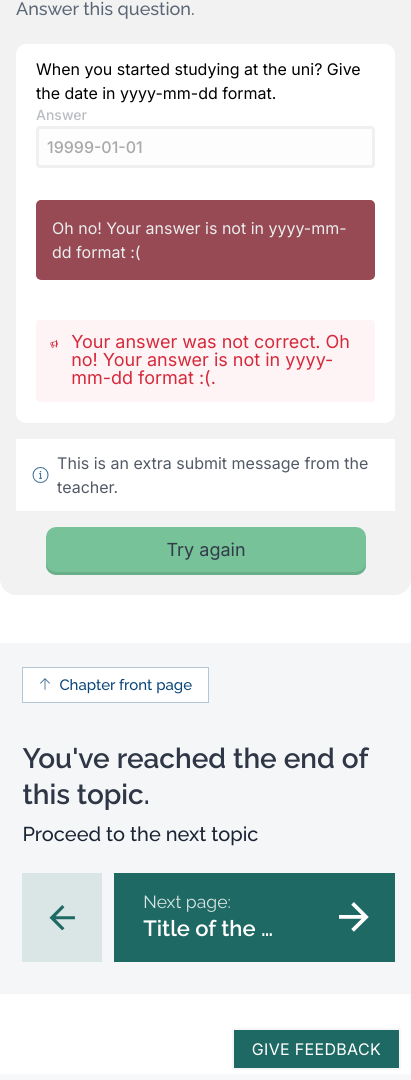 Answer this question.
When you started studying at the uni? Give
the date in yyyy-mm-dd format.
Answer
19999-01-01
Oh no! Your answer is not in yyyy-mm-
dd format :(
Your answer was not correct. Oh
no! Your answer is not in yyyy-
mm-dd format :(.
This is an extra submit message from the
teacher.
Try again
Chapter front page
You've reached the end of
this topic.
Proceed to the next topic
Next page:
Title of the ...
GIVE FEEDBACK